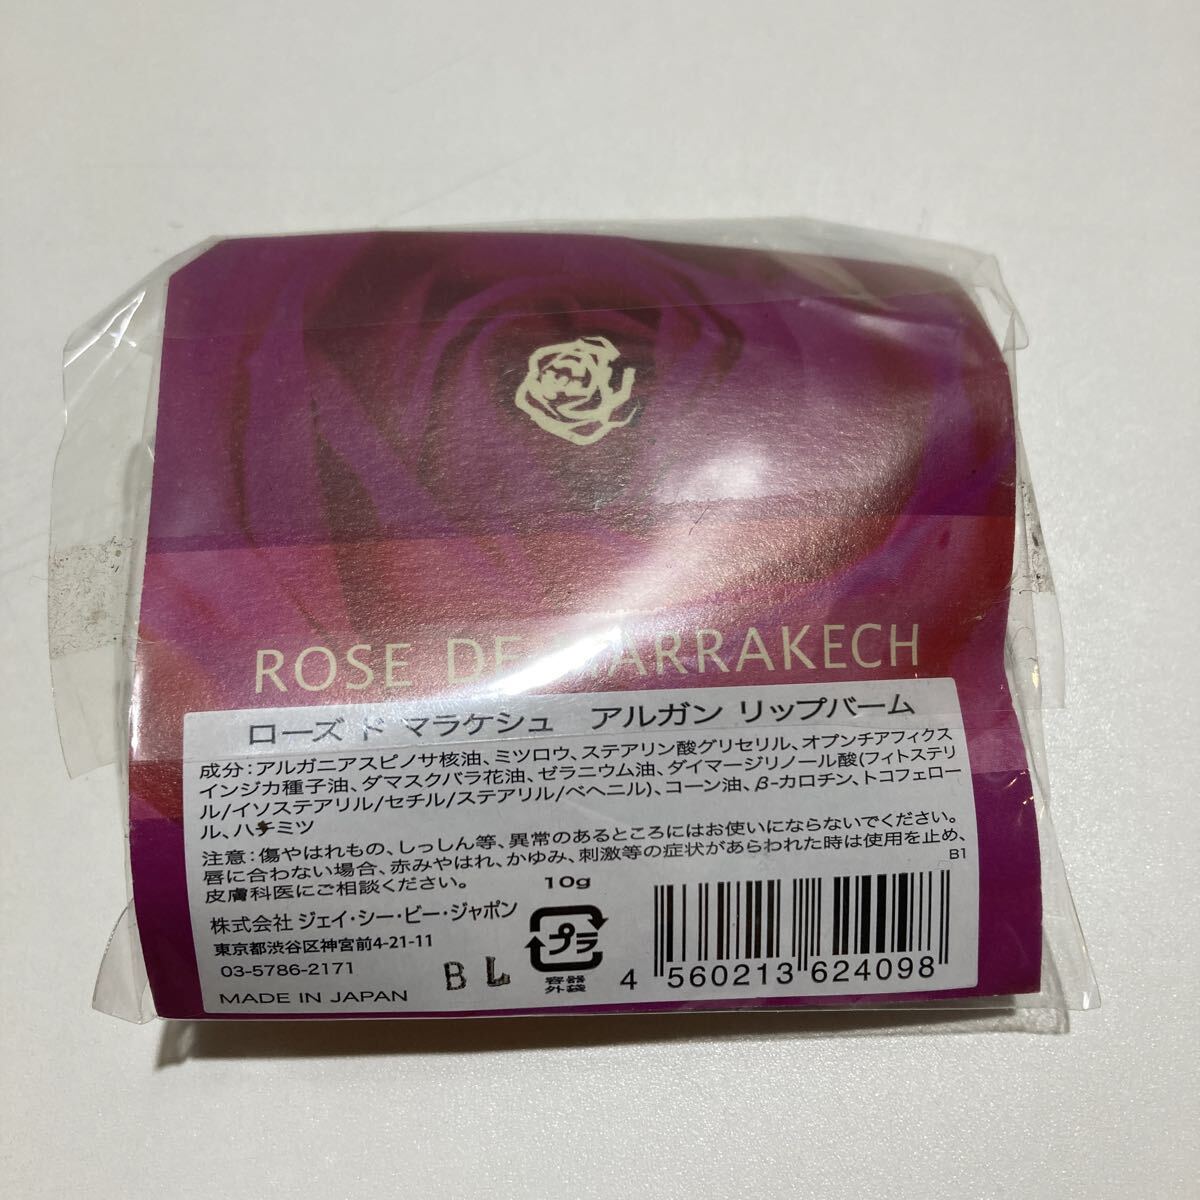 ROSE DE MARRAKECH
ローズ ド マラケシュ　アルガン リップバーム
成分：アルガニアスピノサ核油、ミツロウ、ステアリン酸グリセリル、オプンチアフィクス
インジカ種子油、ダマスクバラ花油、ゼラニウム油、ダイマージリノール酸(フィトステリ
ル/イソステアリル/セチル/ステアリル/ベヘニル)、コーン油、β-カロチン、トコフェロー
ル、ハチミツ
注意：傷やはれもの、しっしん等、異常のあるところにはお使いにならないでください。
唇に合わない場合、赤みやはれ、かゆみ、刺激等の症状があらわれた時は使用を止め、
皮膚科医にご相談ください。 10g B1
株式会社 ジェイ・シー・ビー・ジャポン
東京都渋谷区神宮前4-21-11
03-5786-2171
MADE IN JAPAN
BL
プラ
容器
外袋
4 560213 624098